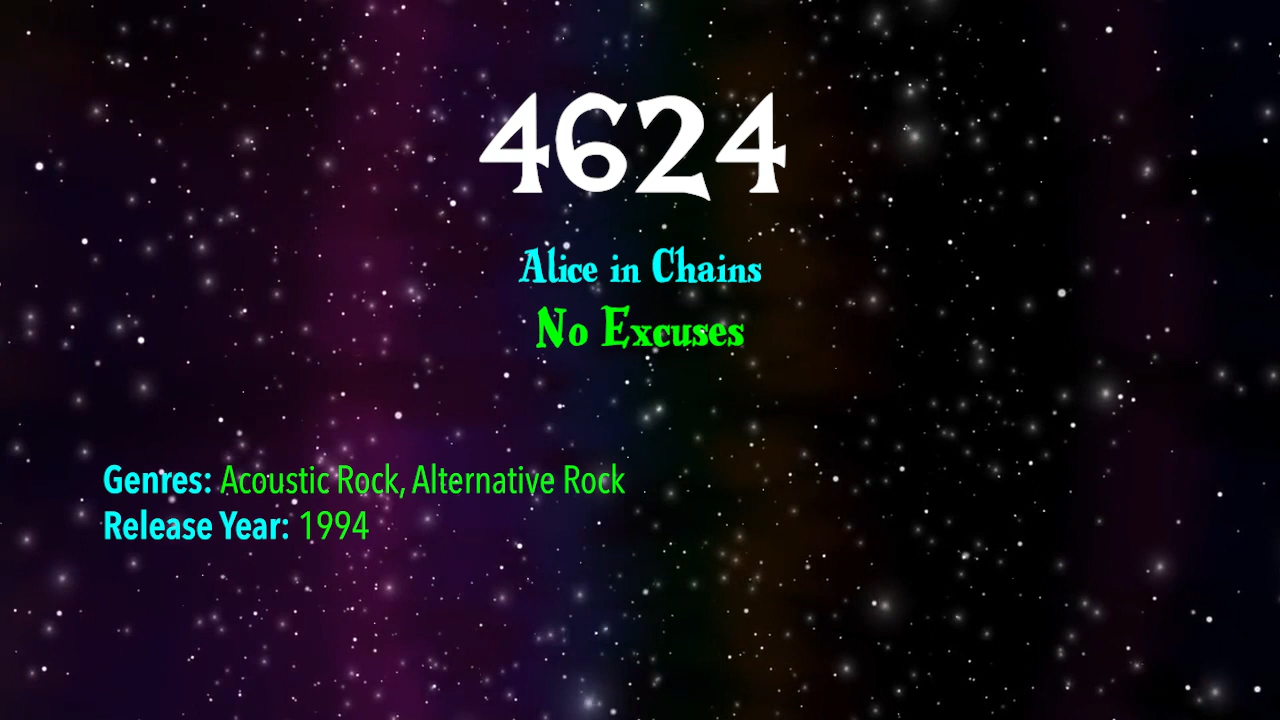 4624
Alice in Chains
No Excuses
Genres: Acoustic Rock, Alternative Rock
Release Year: 1994